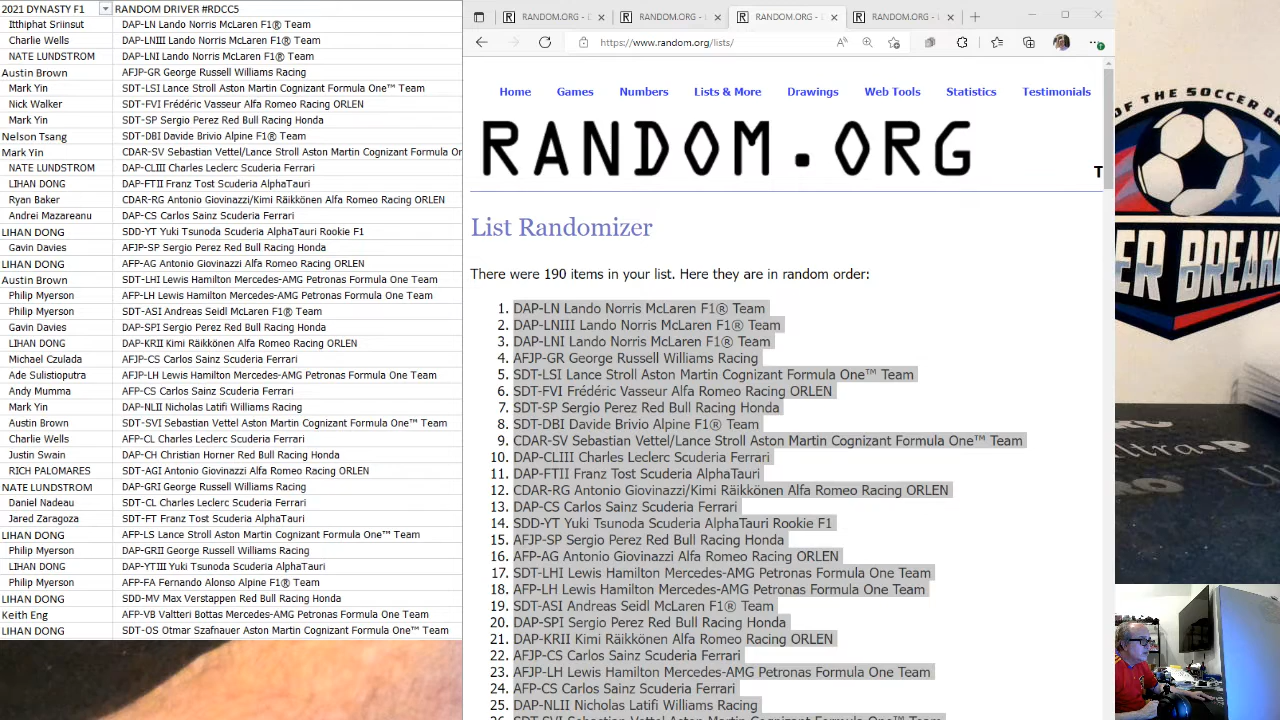 2021 DYNASTY F1 RANDOM DRIVER #RDCC5
Itthiphat Sriinsut DAP-LN Lando Norris McLaren F1® Team
Charlie Wells DAP-LNIII Lando Norris McLaren F1® Team
NATE LUNDSTROM DAP-LNI Lando Norris McLaren F1® Team
Austin Brown AFJP-GR George Russell Williams Racing
Mark Yin SDT-LSI Lance Stroll Aston Martin Cognizant Formula One™ Team
Nick Walker SDT-FVI Frédéric Vasseur Alfa Romeo Racing ORLEN
Mark Yin SDT-SP Sergio Perez Red Bull Racing Honda
Nelson Tsang SDT-DBI Davide Brivio Alpine F1® Team
Mark Yin CDAR-SV Sebastian Vettel/Lance Stroll Aston Martin Cognizant Formula Or
NATE LUNDSTROM DAP-CLIII Charles Leclerc Scuderia Ferrari
LIHAN DONG DAP-FTII Franz Tost Scuderia AlphaTauri
Ryan Baker CDAR-RG Antonio Giovinazzi/Kimi Räikkönen Alfa Romeo Racing ORLEN
Andrei Mazareanu DAP-CS Carlos Sainz Scuderia Ferrari
LIHAN DONG SDD-YT Yuki Tsunoda Scuderia AlphaTauri Rookie F1
Gavin Davies AFJP-SP Sergio Perez Red Bull Racing Honda
LIHAN DONG AFP-AG Antonio Giovinazzi Alfa Romeo Racing ORLEN
Austin Brown SDT-LHI Lewis Hamilton Mercedes-AMG Petronas Formula One Team
Philip Myerson AFP-LH Lewis Hamilton Mercedes-AMG Petronas Formula One Team
Philip Myerson SDT-ASI Andreas Seidl McLaren F1® Team
Gavin Davies DAP-SPI Sergio Perez Red Bull Racing Honda
LIHAN DONG DAP-KRII Kimi Räikkönen Alfa Romeo Racing ORLEN
Michael Czulada AFJP-CS Carlos Sainz Scuderia Ferrari
Ade Sulistioputra AFJP-LH Lewis Hamilton Mercedes-AMG Petronas Formula One Team
Andy Mumma AFP-CS Carlos Sainz Scuderia Ferrari
Mark Yin DAP-NLII Nicholas Latifi Williams Racing
Austin Brown SDT-SVI Sebastian Vettel Aston Martin Cognizant Formula One™ Team
Charlie Wells AFP-CL Charles Leclerc Scuderia Ferrari
Justin Swain DAP-CH Christian Horner Red Bull Racing Honda
RICH PALOMARES SDT-AGI Antonio Giovinazzi Alfa Romeo Racing ORLEN
NATE LUNDSTROM DAP-GRI George Russell Williams Racing
Daniel Nadeau SDT-CL Charles Leclerc Scuderia Ferrari
Jared Zaragoza SDT-FT Franz Tost Scuderia AlphaTauri
LIHAN DONG AFP-LS Lance Stroll Aston Martin Cognizant Formula One™ Team
Philip Myerson DAP-GRII George Russell Williams Racing
LIHAN DONG DAP-YTIII Yuki Tsunoda Scuderia AlphaTauri
Philip Myerson AFP-FA Fernando Alonso Alpine F1® Team
LIHAN DONG SDD-MV Max Verstappen Red Bull Racing Honda
Keith Eng AFP-VB Valtteri Bottas Mercedes-AMG Petronas Formula One Team
LIHAN DONG SDT-OS Otmar Szafnauer Aston Martin Cognizant Formula One™ Team
RANDOM.ORG - RANDOM.ORG - RANDOM.ORG - RANDOM.ORG -
https://www.random.org/lists/
Home Games Numbers Lists & More Drawings Web Tools Statistics Testimonials
RANDOM.ORG
T
List Randomizer
There were 190 items in your list. Here they are in random order:
1. DAP-LN Lando Norris McLaren F1® Team
2. DAP-LNIII Lando Norris McLaren F1® Team
3. DAP-LNI Lando Norris McLaren F1® Team
4. AFJP-GR George Russell Williams Racing
5. SDT-LSI Lance Stroll Aston Martin Cognizant Formula One™ Team
6. SDT-FVI Frédéric Vasseur Alfa Romeo Racing ORLEN
7. SDT-SP Sergio Perez Red Bull Racing Honda
8. SDT-DBI Davide Brivio Alpine F1® Team
9. CDAR-SV Sebastian Vettel/Lance Stroll Aston Martin Cognizant Formula One™ Team
10. DAP-CLIII Charles Leclerc Scuderia Ferrari
11. DAP-FTII Franz Tost Scuderia AlphaTauri
12. CDAR-RG Antonio Giovinazzi/Kimi Räikkönen Alfa Romeo Racing ORLEN
13. DAP-CS Carlos Sainz Scuderia Ferrari
14. SDD-YT Yuki Tsunoda Scuderia AlphaTauri Rookie F1
15. AFJP-SP Sergio Perez Red Bull Racing Honda
16. AFP-AG Antonio Giovinazzi Alfa Romeo Racing ORLEN
17. SDT-LHI Lewis Hamilton Mercedes-AMG Petronas Formula One Team
18. AFP-LH Lewis Hamilton Mercedes-AMG Petronas Formula One Team
19. SDT-ASI Andreas Seidl McLaren F1® Team
20. DAP-SPI Sergio Perez Red Bull Racing Honda
21. DAP-KRII Kimi Räikkönen Alfa Romeo Racing ORLEN
22. AFJP-CS Carlos Sainz Scuderia Ferrari
23. AFJP-LH Lewis Hamilton Mercedes-AMG Petronas Formula One Team
24. AFP-CS Carlos Sainz Scuderia Ferrari
25. DAP-NLII Nicholas Latifi Williams Racing
26. SDT-SVI Sebastian Vettel Aston Martin Cognizant Formula One™ Team
OF THE SOCCER BR
ER BREAKE